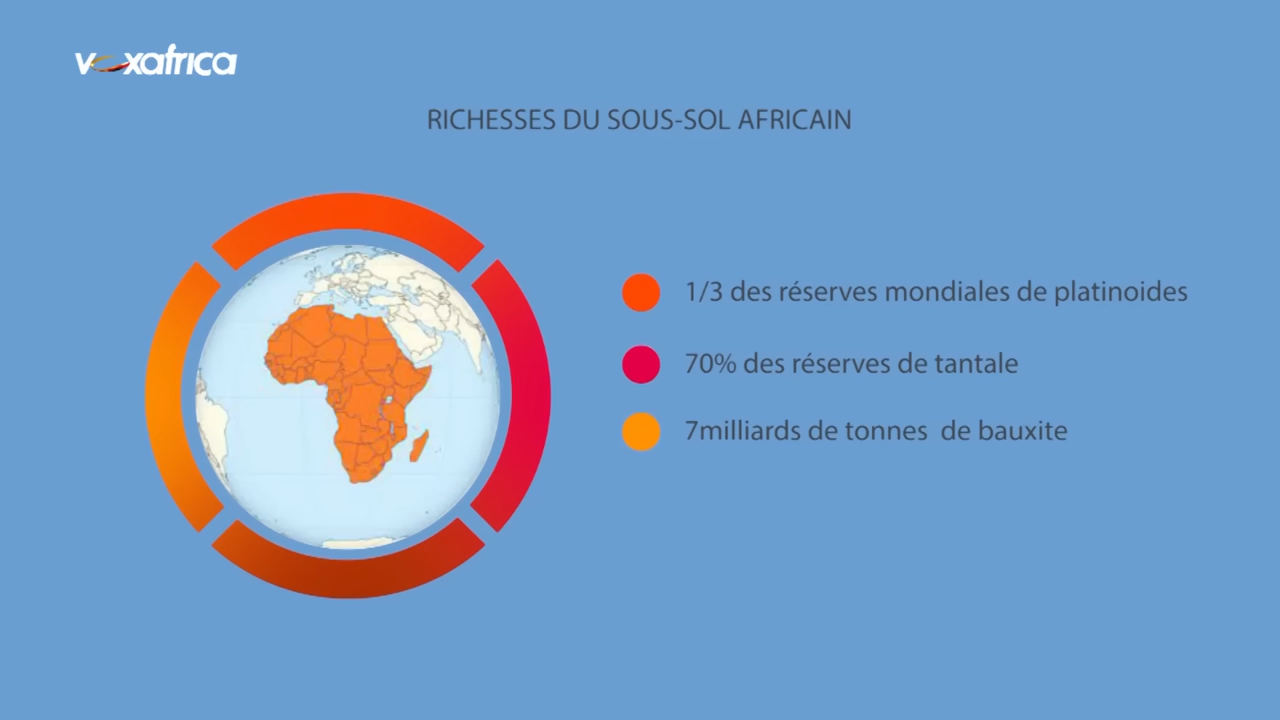 voxafrica
RICHESSES DU SOUS-SOL AFRICAIN
1/3 des réserves mondiales de platinoides
70% des réserves de tantale
7milliards de tonnes  de bauxite